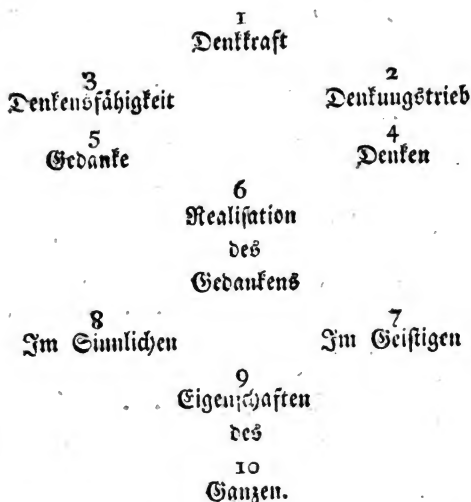 1
Denkkraft
3 2
Denkensfähigkeit Denkungstrieb
5 4
Gedanke Denken
6
Realisation
des
Gedankens
8 7
Im Sinnlichen Im Geistigen
9
Eigenschaften
des
10
Ganzen.